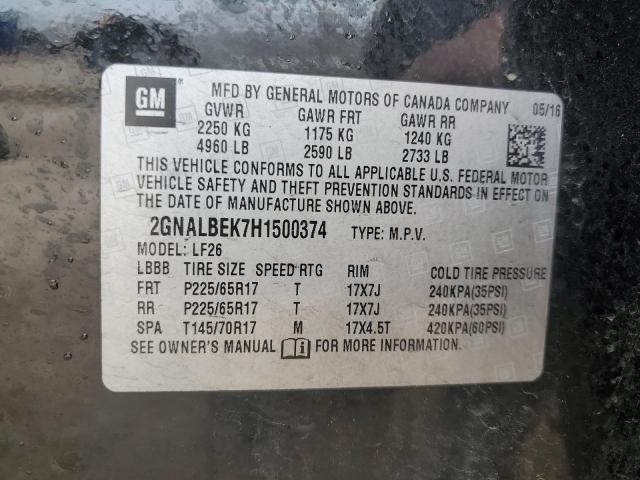 GM
MFD BY GENERAL MOTORS OF CANADA COMPANY 05/16
GVWR GAWR FRT GAWR RR
2250 KG 1175 KG 1240 KG
4960 LB 2590 LB 2733 LB
THIS VEHICLE CONFORMS TO ALL APPLICABLE U.S. FEDERAL MOTOR
VEHICLE SAFETY AND THEFT PREVENTION STANDARDS IN EFFECT ON
THE DATE OF MANUFACTURE SHOWN ABOVE.
2GNALBEK7H1500374 TYPE: M.P.V.
MODEL: LF26
LBBB TIRE SIZE SPEED RTG RIM COLD TIRE PRESSURE
FRT P225/65R17 T 17X7J 240KPA(35PSI)
RR P225/65R17 T 17X7J 240KPA(35PSI)
SPA T145/70R17 M 17X4.5T 420KPA(60PSI)
SEE OWNER'S MANUAL FOR MORE INFORMATION.